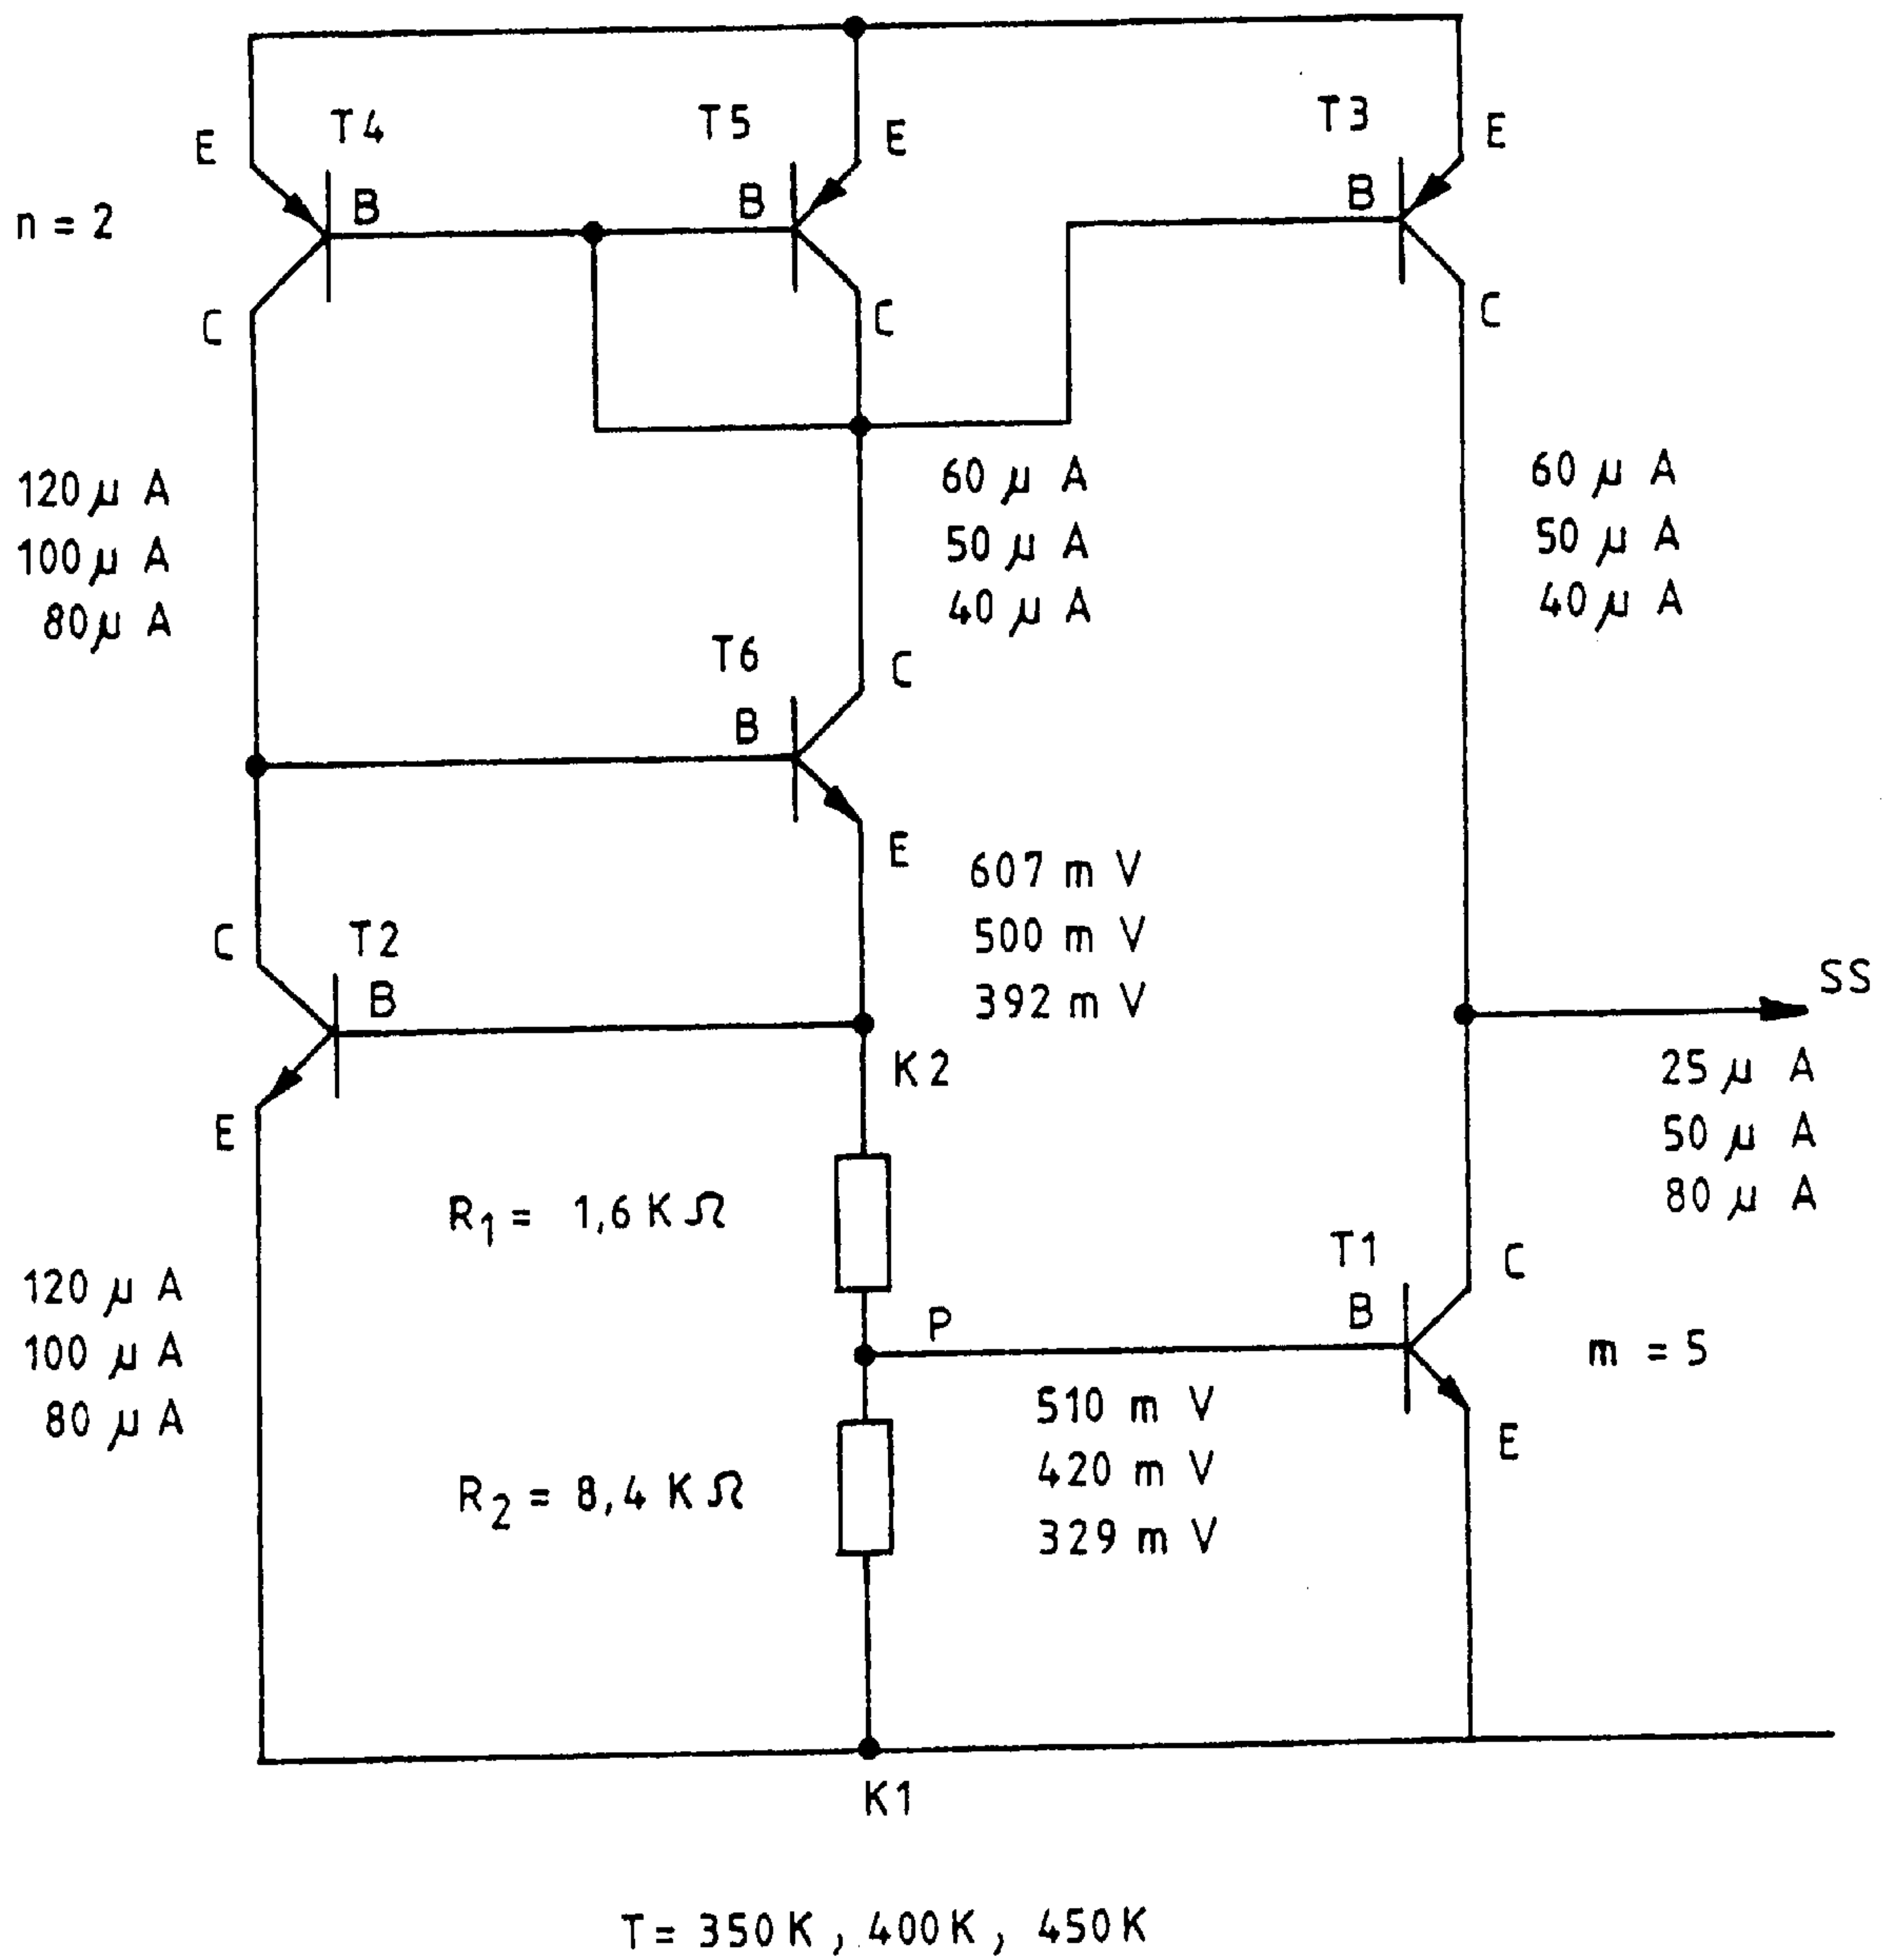 T4
T5
T3
E
E
E
B
B
B
n = 2
C
C
C
120 μ A
100 μ A
80 μ A
60 μ A
50 μ A
40 μ A
60 μ A
50 μ A
40 μ A
T6
C
B
E
607 m V
500 m V
392 m V
C
T2
B
SS
K2
25 μ A
50 μ A
80 μ A
E
R1 = 1,6 K Ω
T1
C
B
P
m = 5
120 μ A
100 μ A
80 μ A
510 m V
420 m V
329 m V
E
R2 = 8,4 K Ω
K1
T = 350 K , 400 K , 450 K